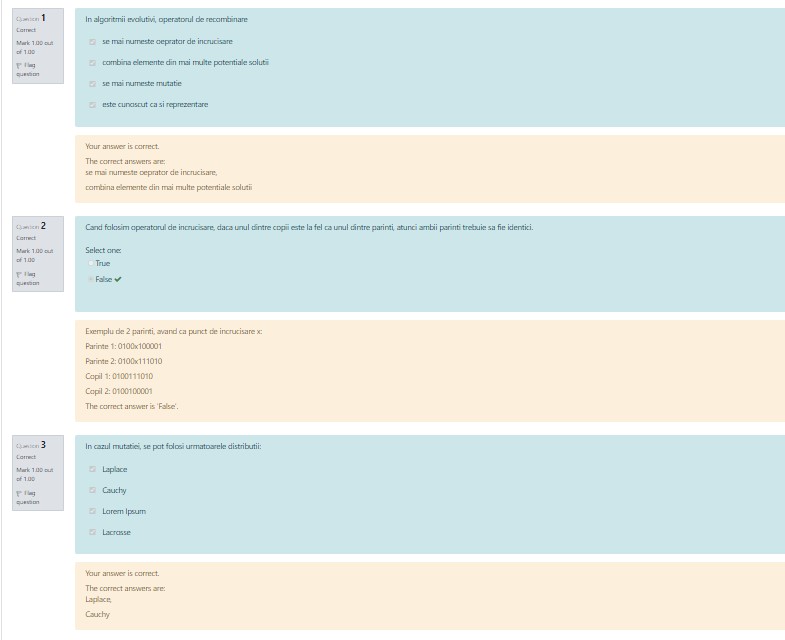 Question 1
Correct
Mark 1.00 out
of 1.00
Flag
question
In algoritmii evolutivi, operatorul de recombinare
se mai numeste oeprator de incrucisare
combina elemente din mai multe potentiale solutii
se mai numeste mutatie
este cunoscut ca si reprezentare
Your answer is correct.
The correct answers are:
se mai numeste oeprator de incrucisare,
combina elemente din mai multe potentiale solutii
Question 2
Correct
Mark 1.00 out
of 1.00
Flag
question
Cand folosim operatorul de incrucisare, daca unul dintre copii este la fel ca unul dintre parinti, atunci ambii parinti trebuie sa fie identici.
Select one:
True
False
Exemplu de 2 parinti, avand ca punct de incrucisare x:
Parinte 1: 0100x100001
Parinte 2: 0100x111010
Copil 1: 0100111010
Copil 2: 0100100001
The correct answer is 'False'.
Question 3
Correct
Mark 1.00 out
of 1.00
Flag
question
In cazul mutatiei, se pot folosi urmatoarele distributii:
Laplace
Cauchy
Lorem Ipsum
Lacrosse
Your answer is correct.
The correct answers are:
Laplace,
Cauchy